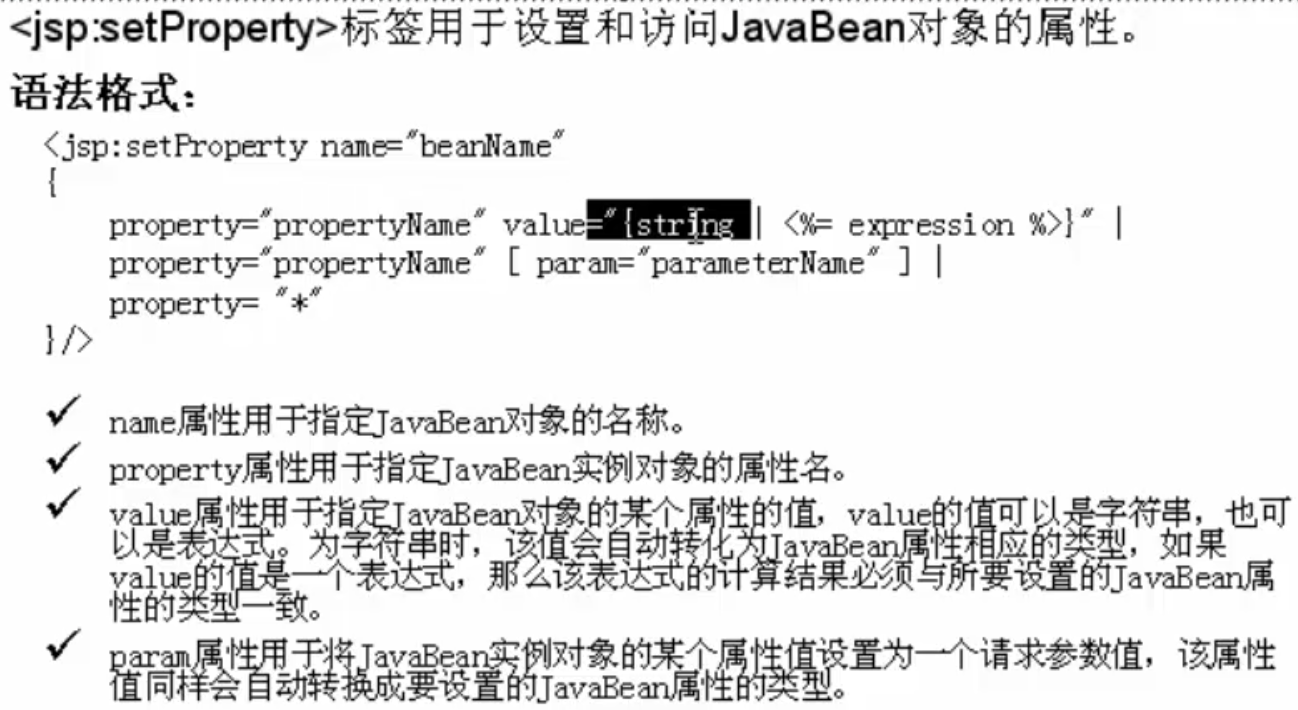 <jsp:setProperty>标签用于设置和访问JavaBean对象的属性。
语法格式：
<jsp:setProperty name="beanName"
{
property="propertyName" value="{string | <%= expression %>}" |
property="propertyName" [ param="parameterName" ] |
property= "*"
}/>
✓ name属性用于指定JavaBean对象的名称。
✓ property属性用于指定JavaBean实例对象的属性名。
✓ value属性用于指定JavaBean对象的某个属性的值，value的值可以是字符串，也可
以是表达式。为字符串时，该值会自动转化为JavaBean属性相应的类型，如果
value的值是一个表达式，那么该表达式的计算结果必须与所要设置的JavaBean属
性的类型一致。
✓ param属性用于将JavaBean实例对象的某个属性值设置为一个请求参数值，该属性
值同样会自动转换成要设置的JavaBean属性的类型。